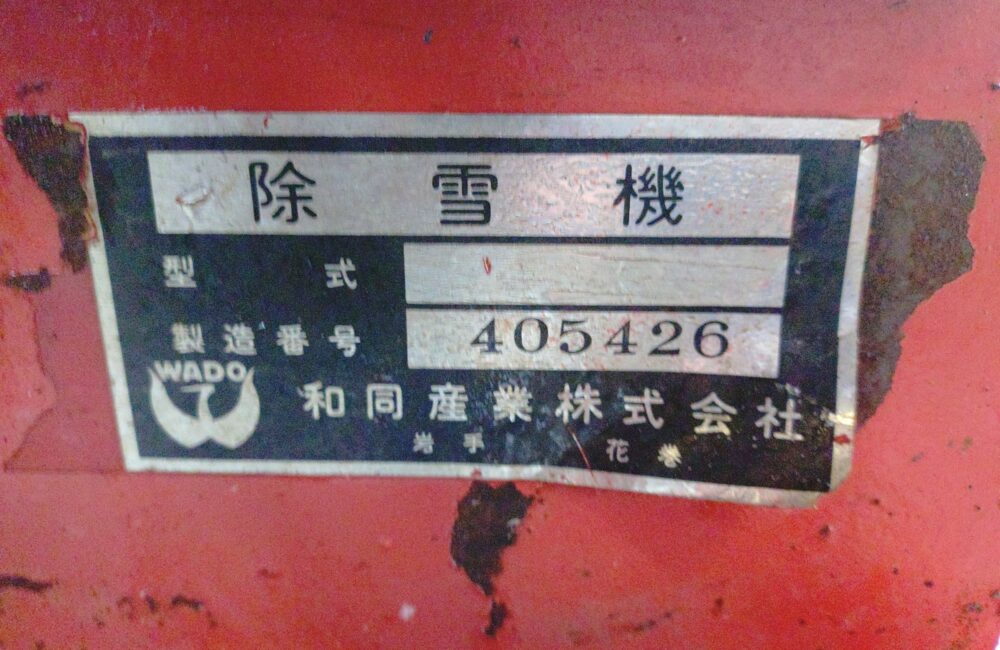 除雪機
型式
製造番号 405426
WADO
和同産業株式会社
岩手 花巻